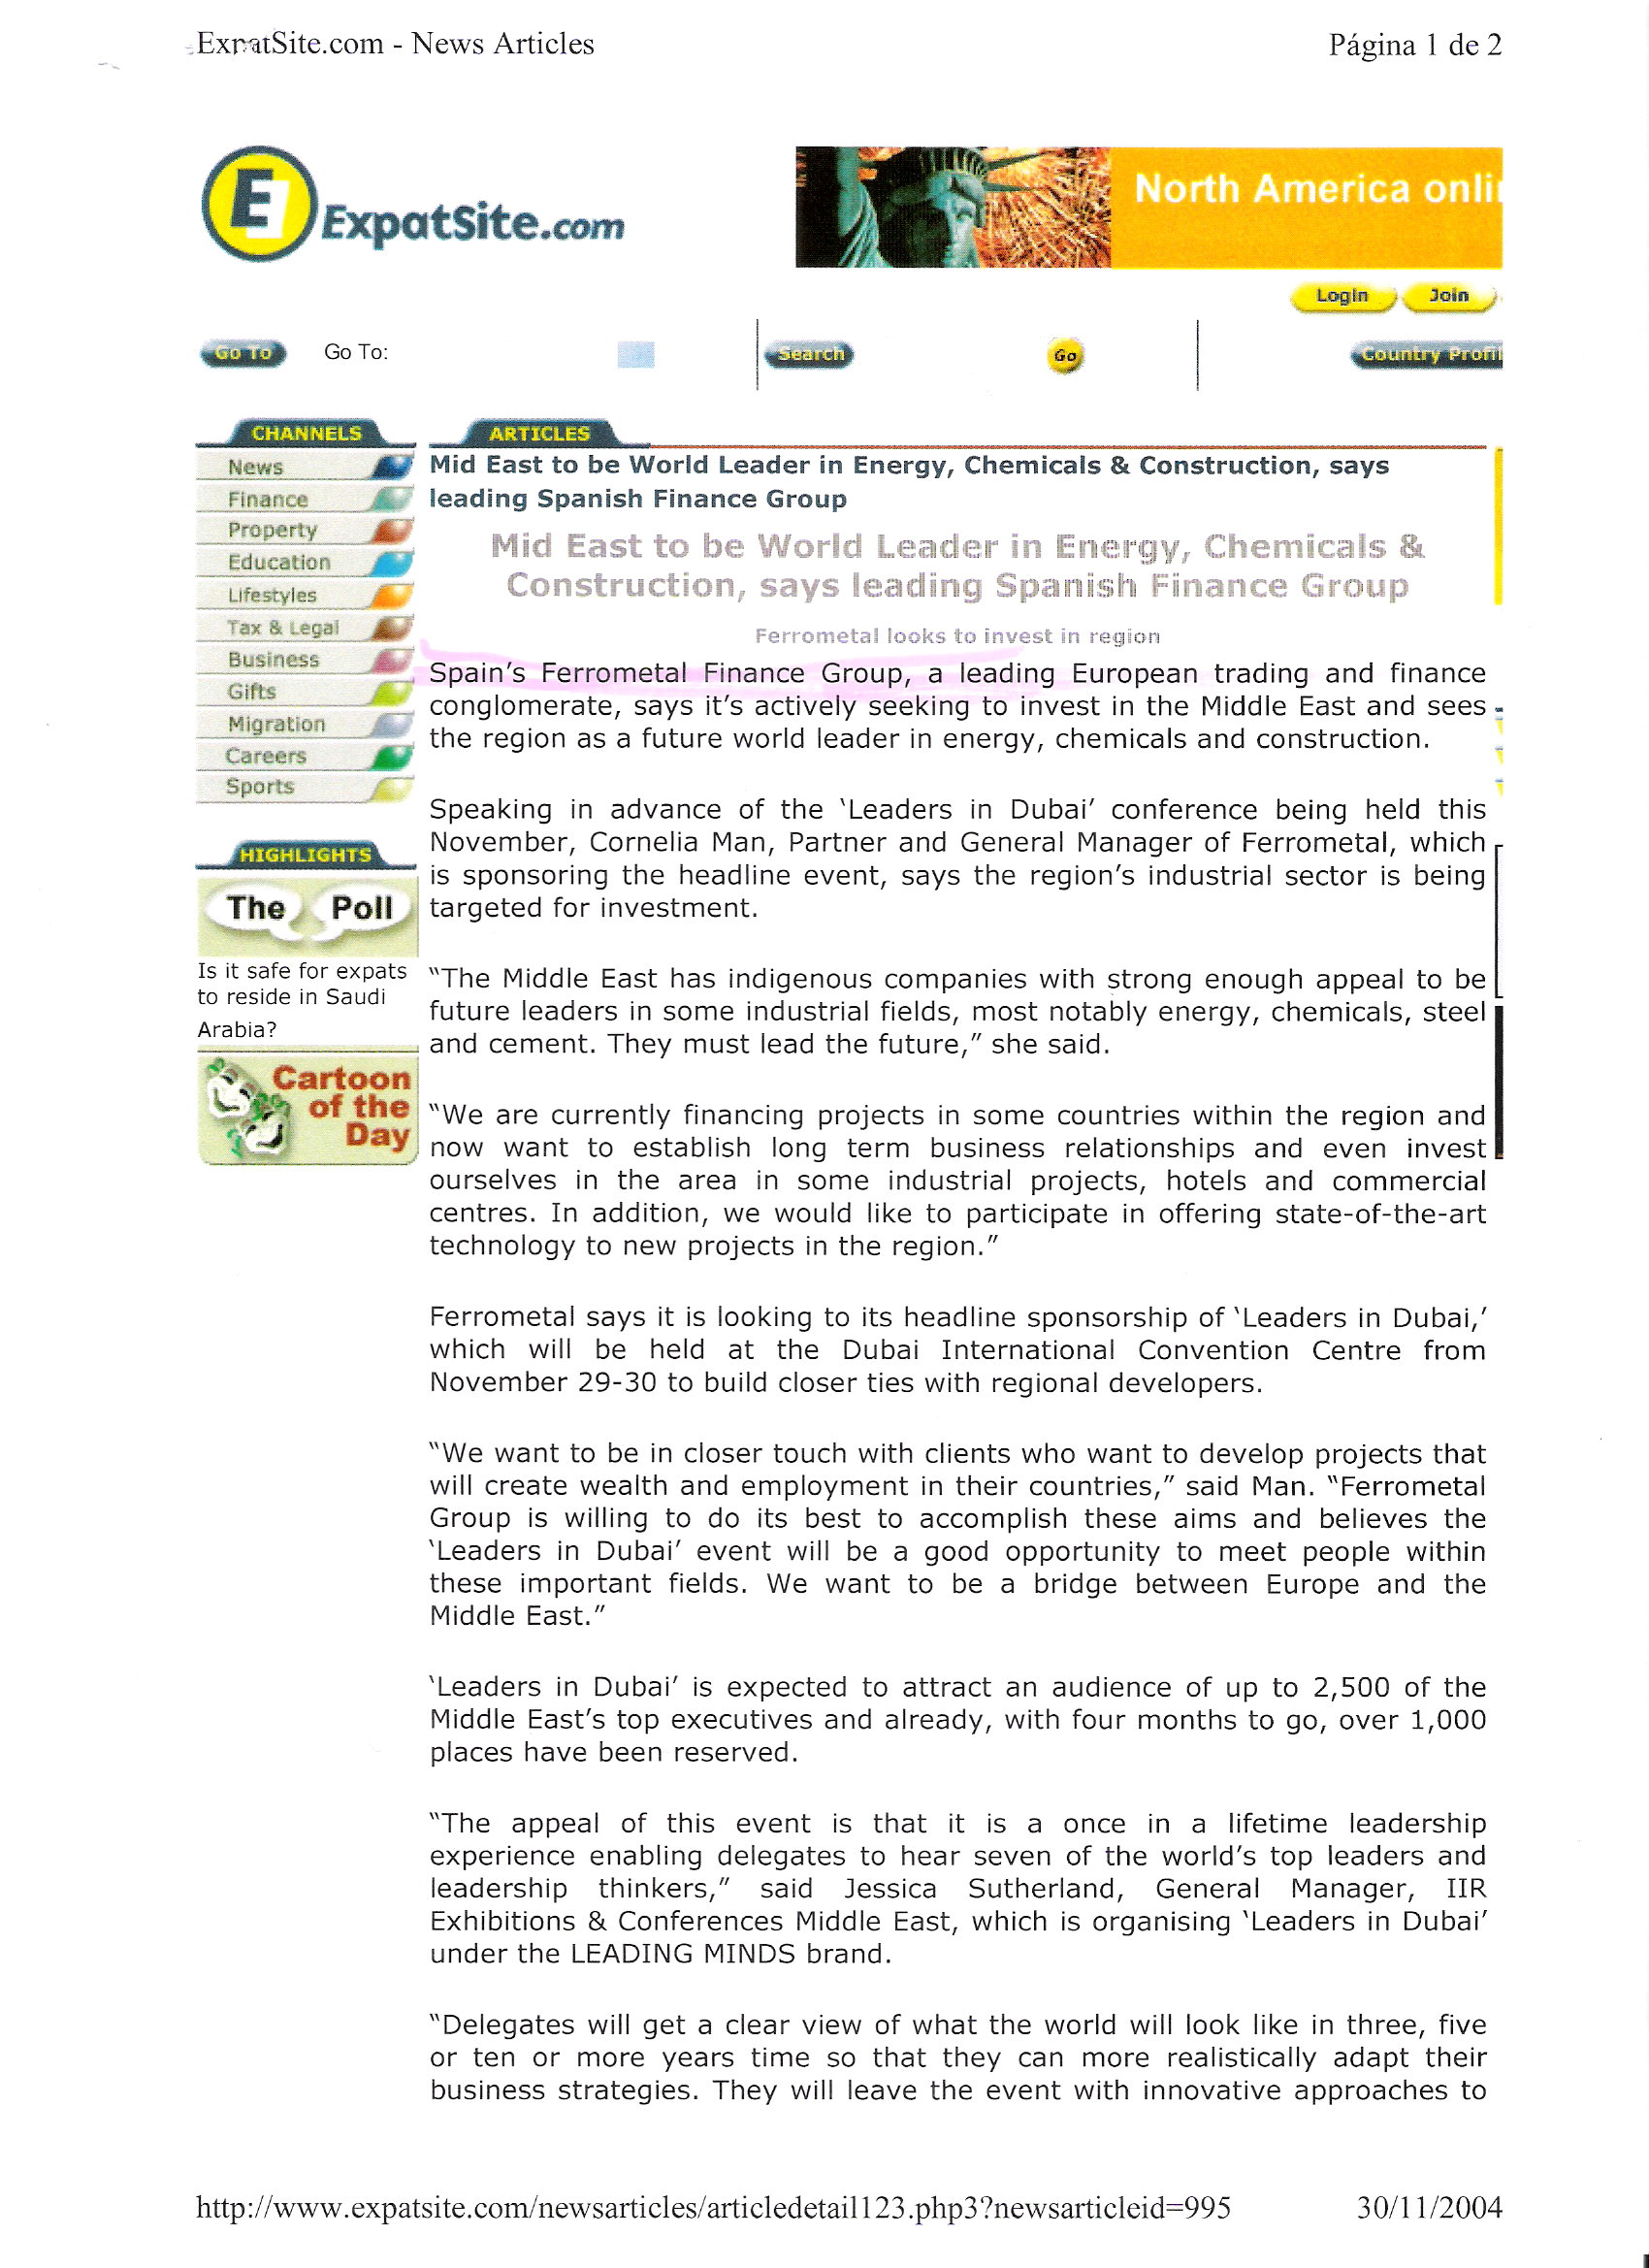 ExpatSite.com - News Articles
Página 1 de 2
E
ExpatSite.com
North America onli
Login
Join
Go To
Go To:
Search
Go
Country Profil
CHANNELS
News
Finance
Property
Education
Lifestyles
Tax & Legal
Business
Gifts
Migration
Careers
Sports
HIGHLIGHTS
The Poll
Is it safe for expats
to reside in Saudi
Arabia?
Cartoon
of the
Day
ARTICLES
Mid East to be World Leader in Energy, Chemicals & Construction, says
leading Spanish Finance Group
Mid East to be World Leader in Energy, Chemicals &
Construction, says leading Spanish Finance Group
Ferrometal looks to invest in region
Spain's Ferrometal Finance Group, a leading European trading and finance
conglomerate, says it's actively seeking to invest in the Middle East and sees
the region as a future world leader in energy, chemicals and construction.
Speaking in advance of the ‘Leaders in Dubai’ conference being held this
November, Cornelia Man, Partner and General Manager of Ferrometal, which
is sponsoring the headline event, says the region’s industrial sector is being
targeted for investment.
“The Middle East has indigenous companies with strong enough appeal to be
future leaders in some industrial fields, most notably energy, chemicals, steel
and cement. They must lead the future,” she said.
“We are currently financing projects in some countries within the region and
now want to establish long term business relationships and even invest
ourselves in the area in some industrial projects, hotels and commercial
centres. In addition, we would like to participate in offering state-of-the-art
technology to new projects in the region.”
Ferrometal says it is looking to its headline sponsorship of ‘Leaders in Dubai,’
which will be held at the Dubai International Convention Centre from
November 29-30 to build closer ties with regional developers.
“We want to be in closer touch with clients who want to develop projects that
will create wealth and employment in their countries,” said Man. “Ferrometal
Group is willing to do its best to accomplish these aims and believes the
‘Leaders in Dubai’ event will be a good opportunity to meet people within
these important fields. We want to be a bridge between Europe and the
Middle East.”
‘Leaders in Dubai’ is expected to attract an audience of up to 2,500 of the
Middle East’s top executives and already, with four months to go, over 1,000
places have been reserved.
“The appeal of this event is that it is a once in a lifetime leadership
experience enabling delegates to hear seven of the world’s top leaders and
leadership thinkers,” said Jessica Sutherland, General Manager, IIR
Exhibitions & Conferences Middle East, which is organising ‘Leaders in Dubai’
under the LEADING MINDS brand.
“Delegates will get a clear view of what the world will look like in three, five
or ten or more years time so that they can more realistically adapt their
business strategies. They will leave the event with innovative approaches to
http://www.expatsite.com/newsarticles/articledetail123.php3?newsarticleid=995
30/11/2004